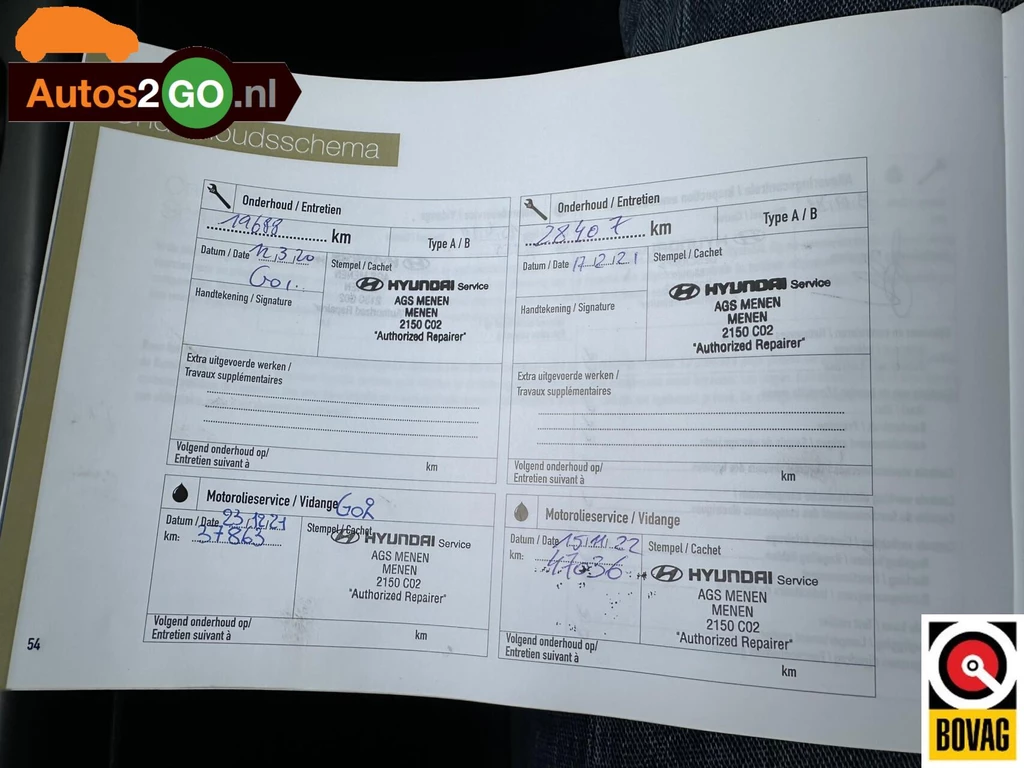 Autos2GO.nl
Onderhoudsschema
Onderhoud / Entretien
19688 km
Type A / B
Datum / Date 12,3,20
Stempel / Cachet
G01..
Handtekening / Signature
HYUNDAI Service
AGS MENEN
MENEN
2150 C02
"Authorized Repairer"
Extra uitgevoerde werken /
Travaux supplémentaires
Volgend onderhoud op/
Entretien suivant à
km
Onderhoud / Entretien
28407 km
Type A / B
Datum / Date 17.12.21
Stempel / Cachet
Handtekening / Signature
HYUNDAI Service
AGS MENEN
MENEN
2150 C02
"Authorized Repairer"
Extra uitgevoerde werken /
Travaux supplémentaires
Volgend onderhoud op/
Entretien suivant à
km
Motorolieservice / Vidange G02
Datum / Date 23,12,21
Stempel / Cachet
km: 37863
HYUNDAI Service
AGS MENEN
MENEN
2150 C02
"Authorized Repairer"
Volgend onderhoud op/
Entretien suivant à
km
Motorolieservice / Vidange
Datum / Date 15,11,22
Stempel / Cachet
km: 47036
HYUNDAI Service
AGS MENEN
MENEN
2150 C02
"Authorized Repairer"
Volgend onderhoud op/
Entretien suivant à
km
54
BOVAG